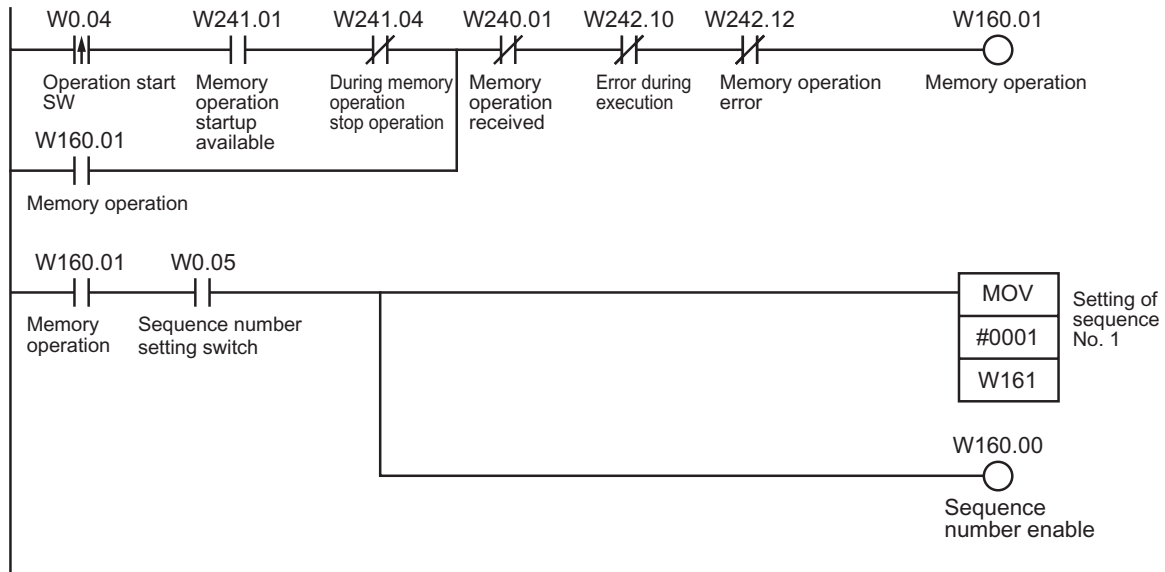 W0.04 W241.01 W241.04 W240.01 W242.10 W242.12 W160.01
Operation start
SW
Memory
operation
startup
available
During memory
operation
stop operation
Memory
operation
received
Error during
execution
Memory operation
error
Memory operation
W160.01
Memory operation
W160.01 W0.05
Memory
operation
Sequence number
setting switch
MOV
#0001
W161
Setting of
sequence
No. 1
W160.00
Sequence
number enable